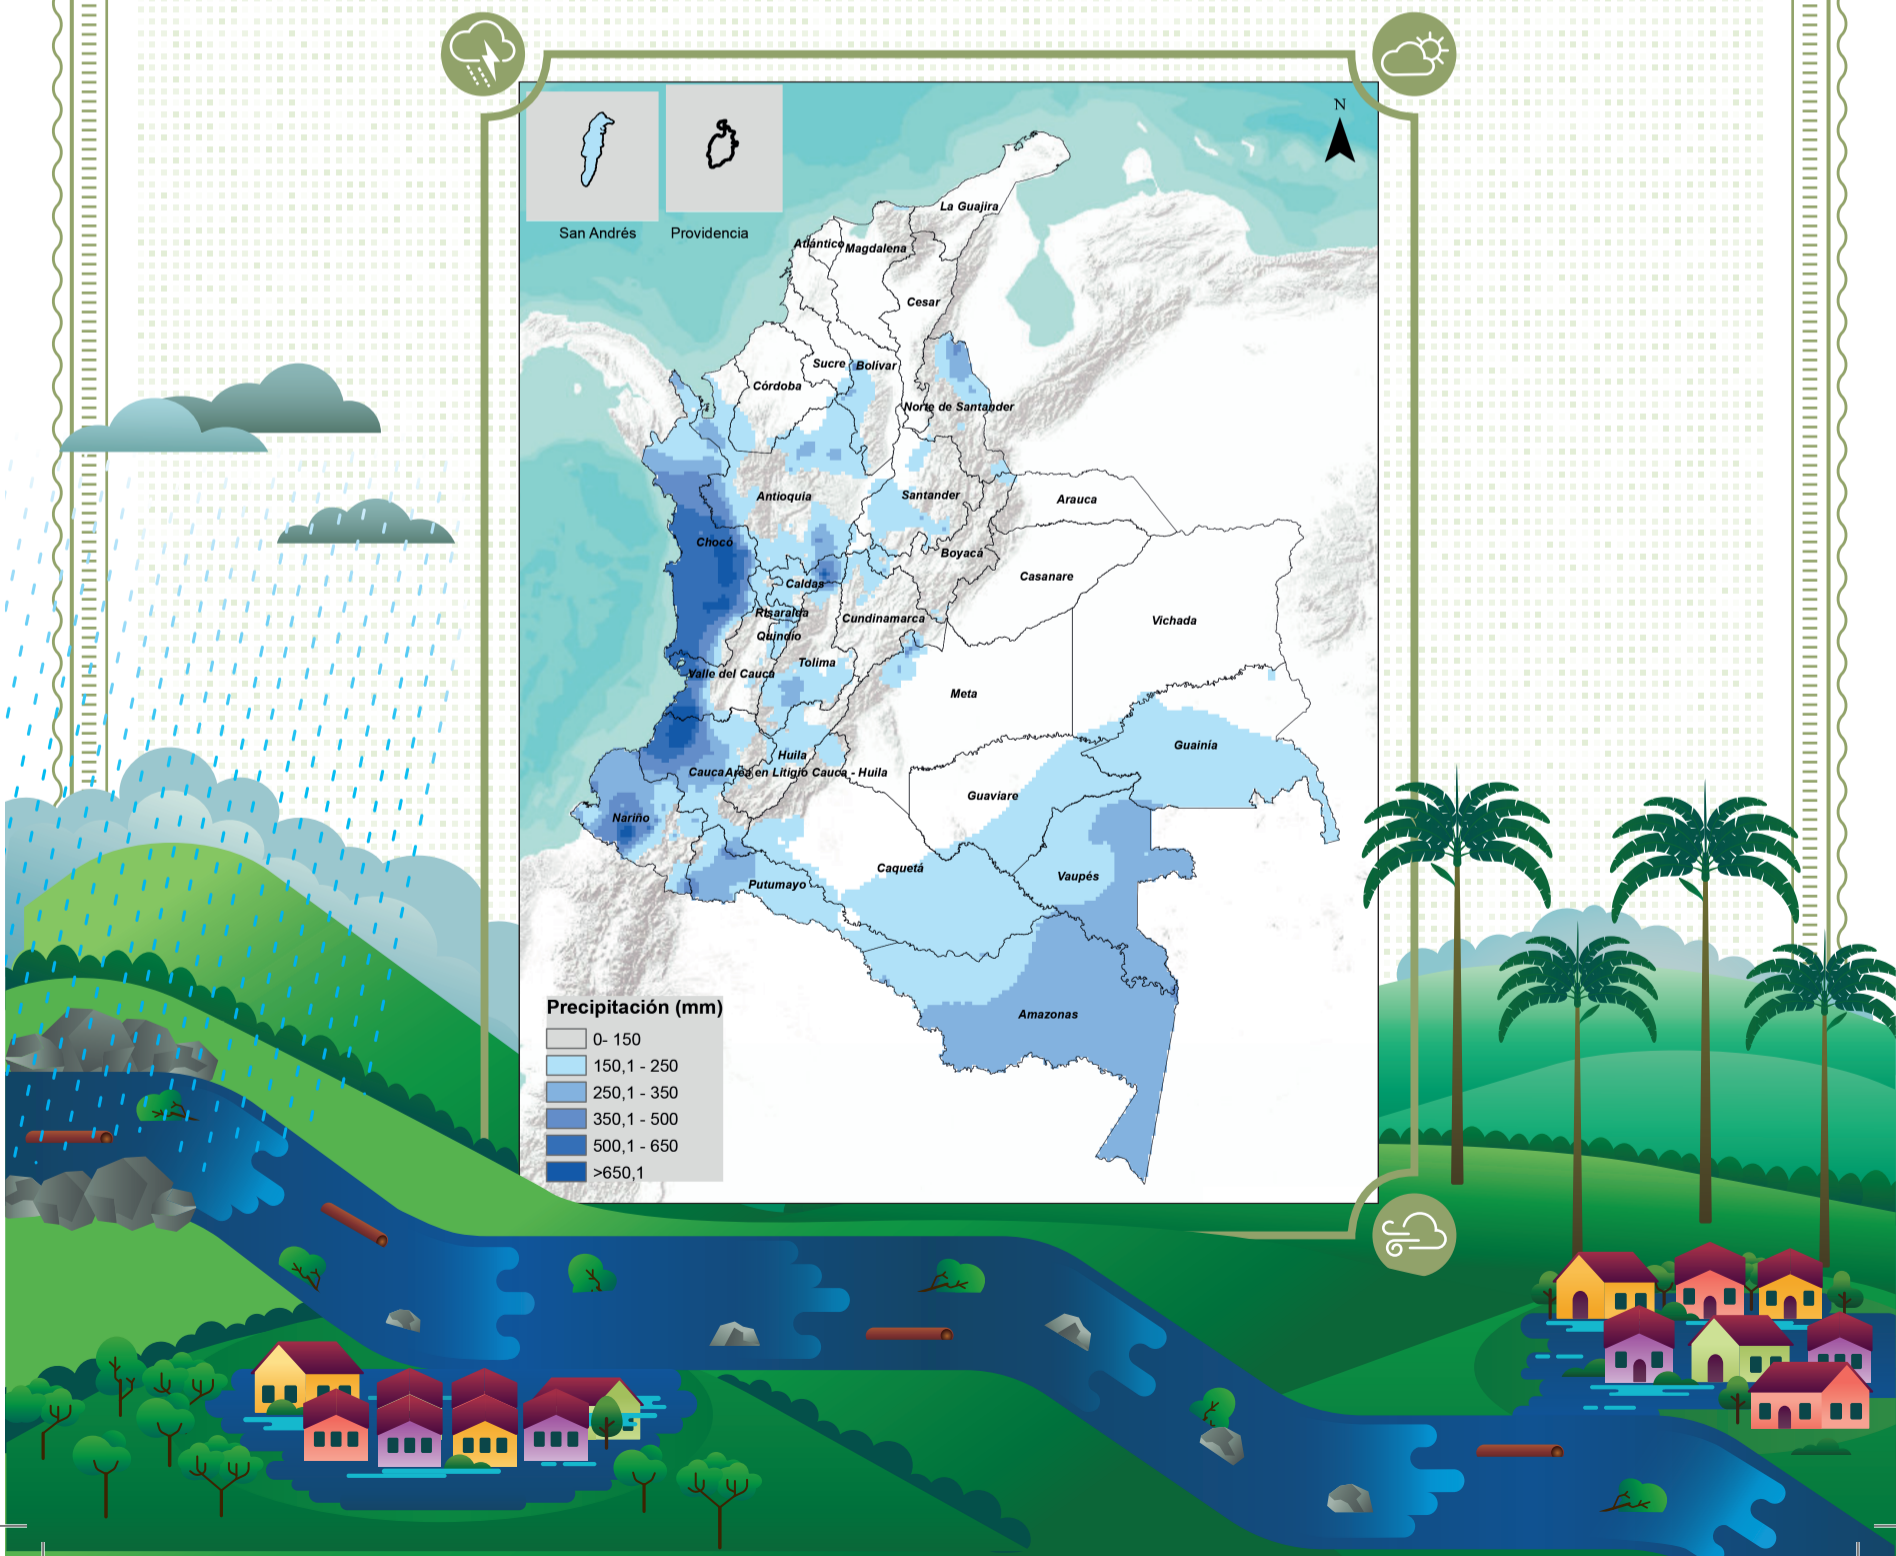 N
San Andrés
Providencia
La Guajira
Atlántico
Magdalena
Cesar
Sucre
Bolívar
Córdoba
Norte de Santander
Antioquia
Santander
Arauca
Chocó
Boyacá
Caldas
Casanare
Risaralda
Cundinamarca
Vichada
Quindío
Tolima
Valle del Cauca
Meta
Guainía
Huila
Cauca
Area en Litigio Cauca - Huila
Guaviare
Nariño
Caquetá
Vaupés
Putumayo
Amazonas
Precipitación (mm)
0- 150
150,1 - 250
250,1 - 350
350,1 - 500
500,1 - 650
>650,1